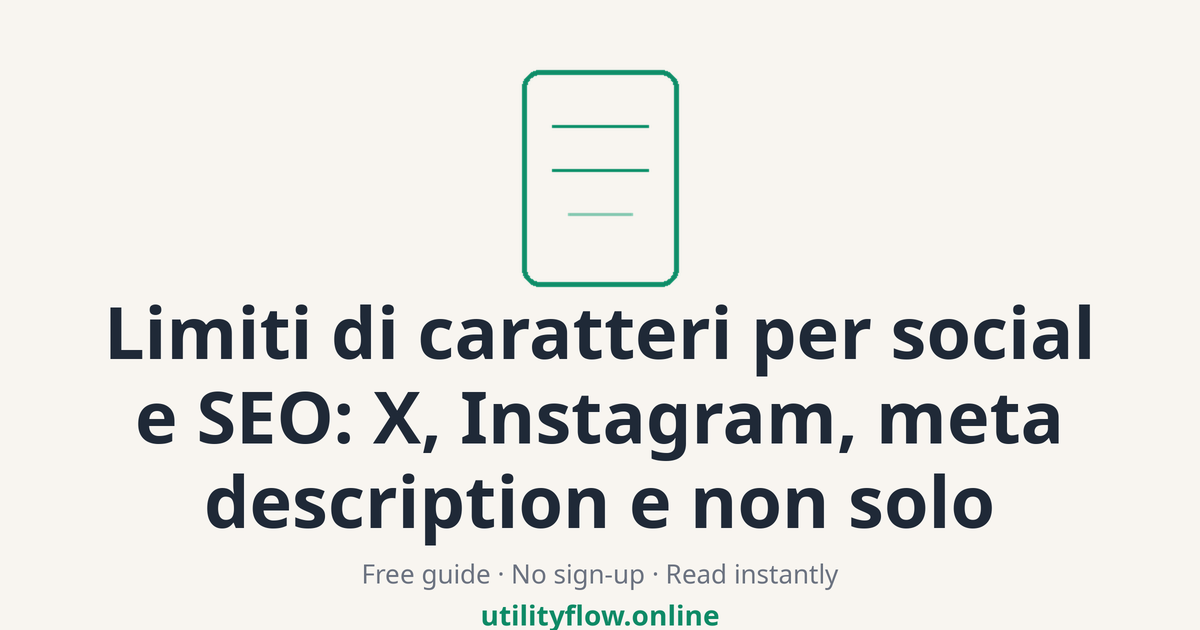 Limiti di caratteri per social
e SEO: X, Instagram, meta
description e non solo
Free guide · No sign-up · Read instantly
utilityflow.online